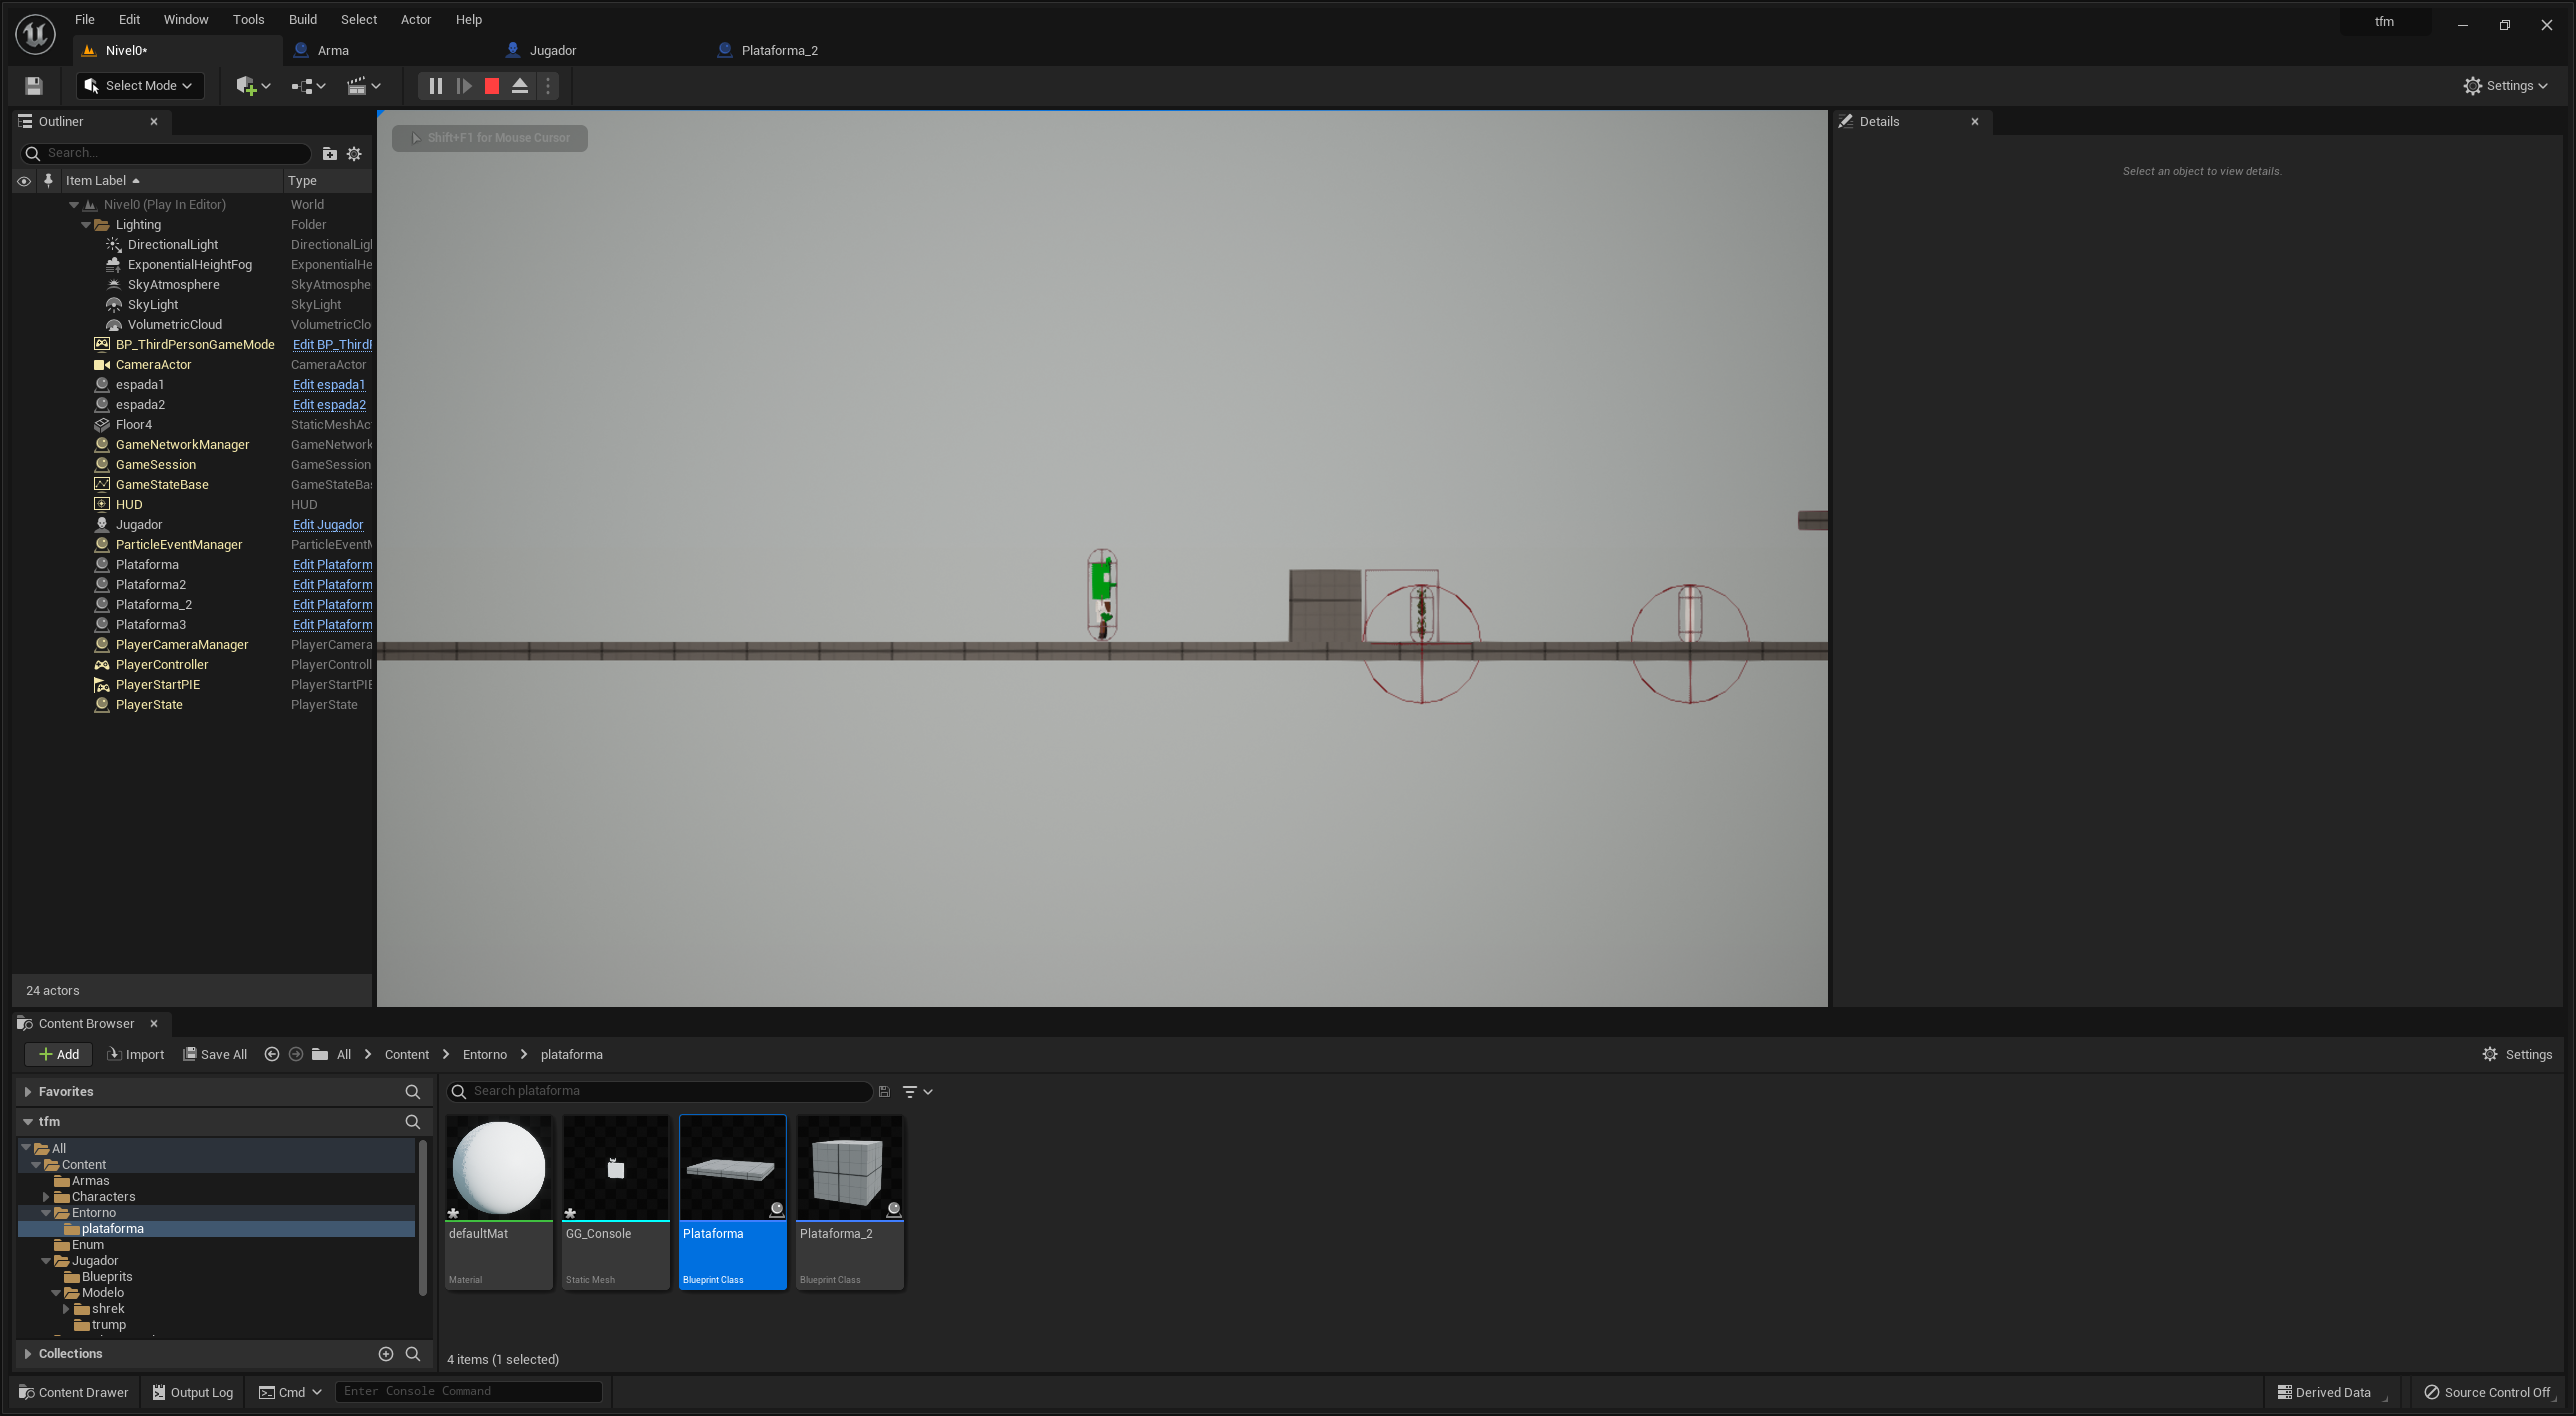 File Edit Window Tools Build Select Actor Help
tfm
Nivel0* Arma Jugador Plataforma_2
Select Mode
Settings
Outliner
Search...
Item Label Type
Nivel0 (Play In Editor) World
Lighting Folder
DirectionalLight DirectionalLigl
ExponentialHeightFog ExponentialHe
SkyAtmosphere SkyAtmosphe
SkyLight SkyLight
VolumetricCloud VolumetricClo
BP_ThirdPersonGameMode Edit BP_Third
CameraActor CameraActor
espada1 Edit espada1
espada2 Edit espada2
Floor4 StaticMeshAc
GameNetworkManager GameNetwork
GameSession GameSession
GameStateBase GameStateBa
HUD HUD
Jugador Edit Jugador
ParticleEventManager ParticleEvent
Plataforma Edit Plataform
Plataforma2 Edit Plataform
Plataforma_2 Edit Plataform
Plataforma3 Edit Plataform
PlayerCameraManager PlayerCamera
PlayerController PlayerControll
PlayerStartPIE PlayerStartPIE
PlayerState PlayerState
24 actors
Shift+F1 for Mouse Cursor
Details
Select an object to view details.
Content Browser
Add Import Save All All Content Entorno plataforma
Settings
Favorites
tfm
All
Content
Armas
Characters
Entorno
plataforma
Enum
Jugador
Blueprits
Modelo
shrek
trump
Collections
Search plataforma
defaultMat GG_Console Plataforma Plataforma_2
Material Static Mesh Blueprint Class Blueprint Class
4 items (1 selected)
Content Drawer Output Log Cmd Enter Console Command
Derived Data Source Control Off